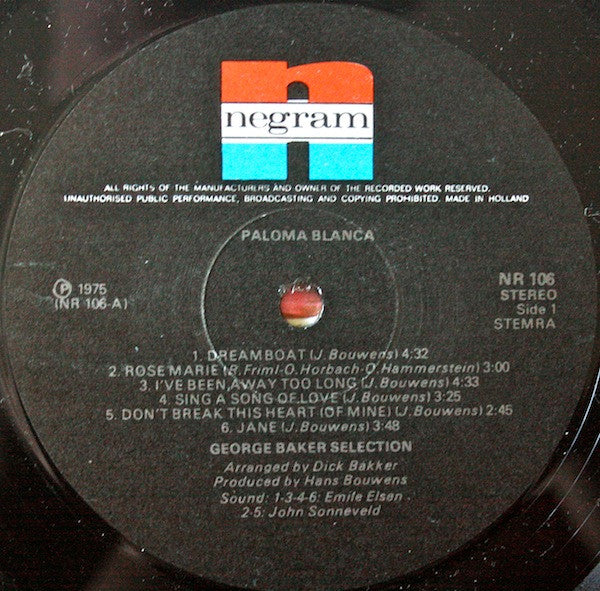 negram
ALL RIGHTS OF THE MANUFACTURERS AND OWNER OF THE RECORDED WORK RESERVED.
UNAUTHORISED PUBLIC PERFORMANCE, BROADCASTING AND COPYING PROHIBITED. MADE IN HOLLAND
PALOMA BLANCA
Ⓟ 1975
(NR 106-A)
NR 106
STEREO
Side 1
STEMRA
1. DREAMBOAT (J. Bouwens) 4:32
2. ROSE MARIE (R. Friml-O. Horbach-O. Hammerstein) 3:00
3. I'VE BEEN AWAY TOO LONG (J. Bouwens) 4:33
4. SING A SONG OF LOVE (J. Bouwens) 3:25
5. DON'T BREAK THIS HEART (OF MINE) (J. Bouwens) 2:45
6. JANE (J. Bouwens) 3:48
GEORGE BAKER SELECTION
Arranged by Dick Bakker
Produced by Hans Bouwens
Sound: 1-3-4-6: Emile Elsen
2-5: John Sonneveld